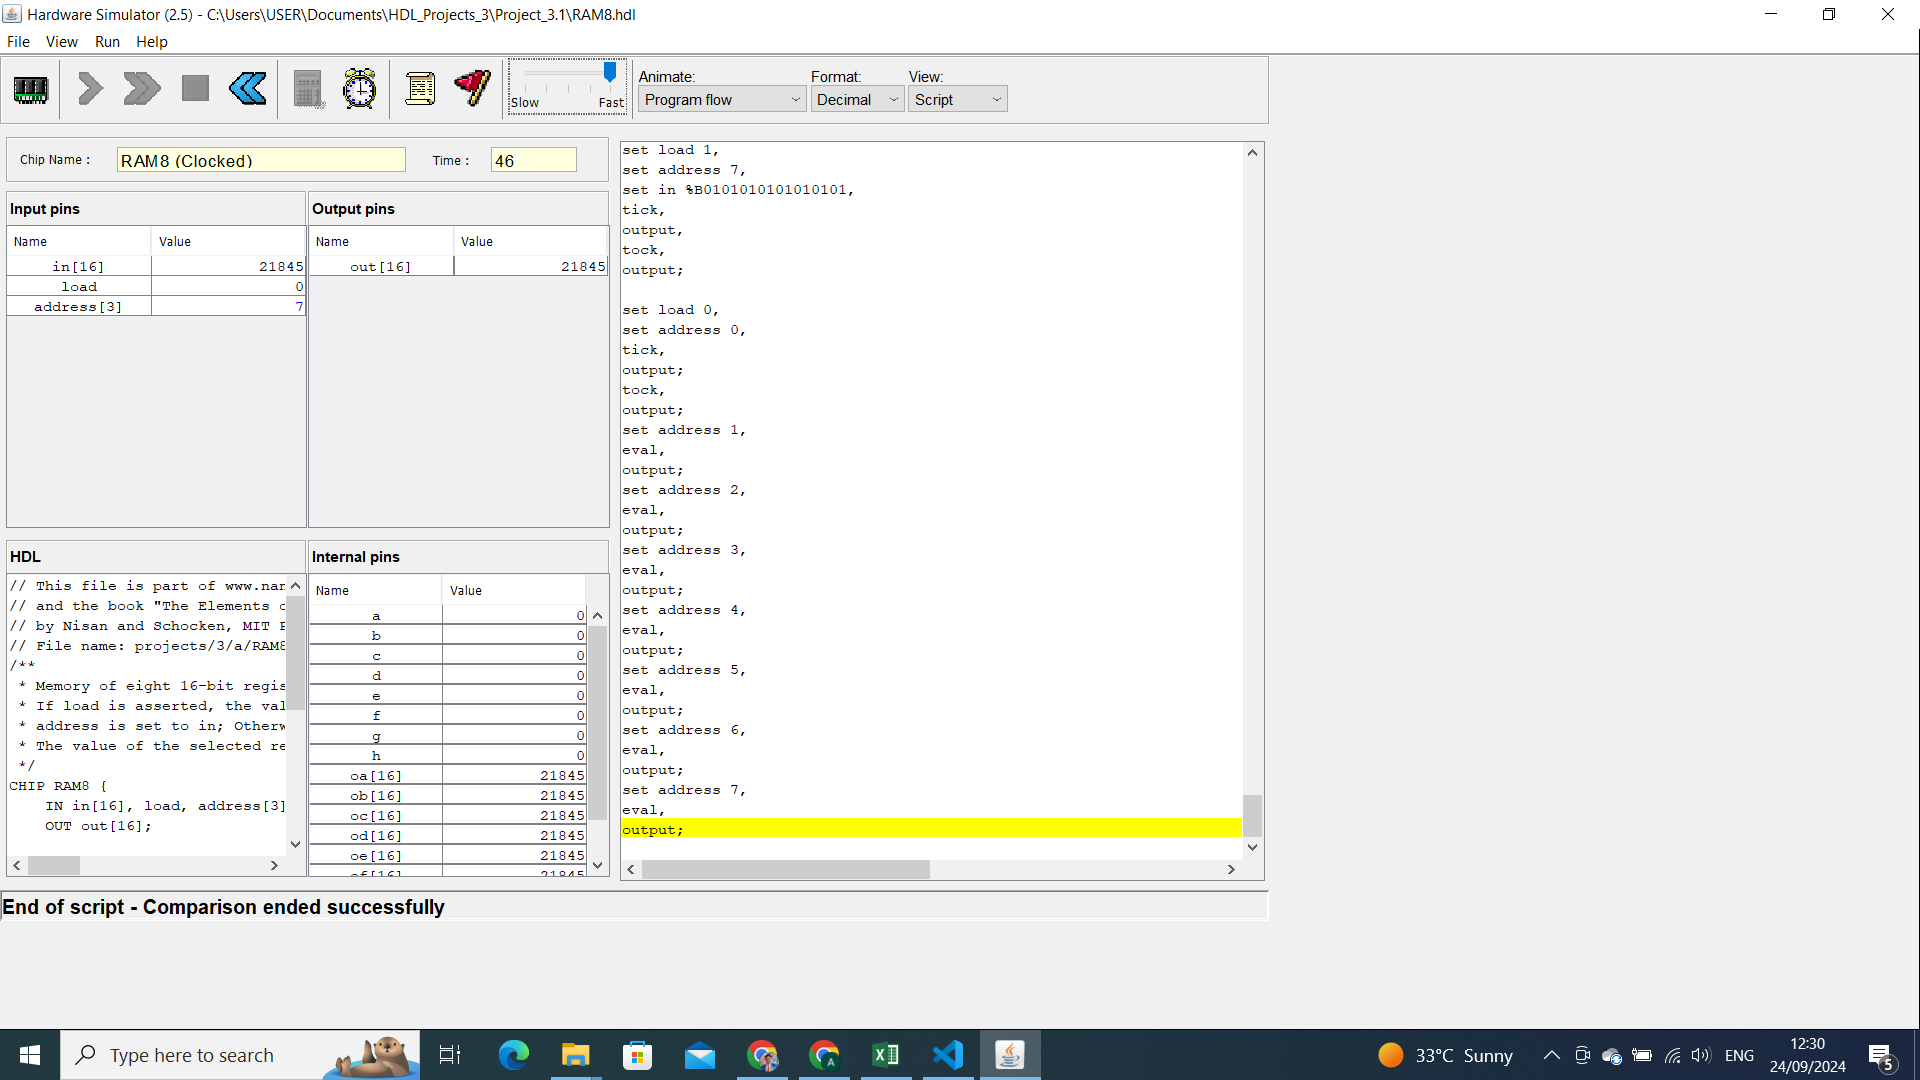 Hardware Simulator (2.5) - C:\Users\USER\Documents\HDL_Projects_3\Project_3.1\RAM8.hdl
File View Run Help
Slow Fast
Animate: Format: View:
Program flow Decimal Script
Chip Name : RAM8 (Clocked) Time : 46
Input pins
Name Value
in[16] 21845
load 0
address[3] 7
Output pins
Name Value
out[16] 21845
HDL
// This file is part of www.nan
// and the book "The Elements o
// by Nisan and Schocken, MIT P
// File name: projects/3/a/RAM8
/**
* Memory of eight 16-bit regis
* If load is asserted, the val
* address is set to in; Otherw
* The value of the selected re
*/
CHIP RAM8 {
IN in[16], load, address[3]
OUT out[16];
Internal pins
Name Value
a 0
b 0
c 0
d 0
e 0
f 0
g 0
h 0
oa[16] 21845
ob[16] 21845
oc[16] 21845
od[16] 21845
oe[16] 21845
of[16] 21845
set load 1,
set address 7,
set in %B0101010101010101,
tick,
output,
tock,
output;
set load 0,
set address 0,
tick,
output;
tock,
output;
set address 1,
eval,
output;
set address 2,
eval,
output;
set address 3,
eval,
output;
set address 4,
eval,
output;
set address 5,
eval,
output;
set address 6,
eval,
output;
set address 7,
eval,
output;
End of script - Comparison ended successfully
Type here to search
33°C Sunny
ENG
12:30
24/09/2024
5